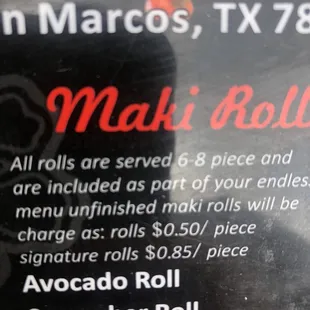 n Marcos, TX 78
Maki Roll
All rolls are served 6-8 piece and
are included as part of your endles
menu unfinished maki rolls will be
charge as: rolls $0.50/ piece
signature rolls $0.85/ piece
Avocado Roll
Roll